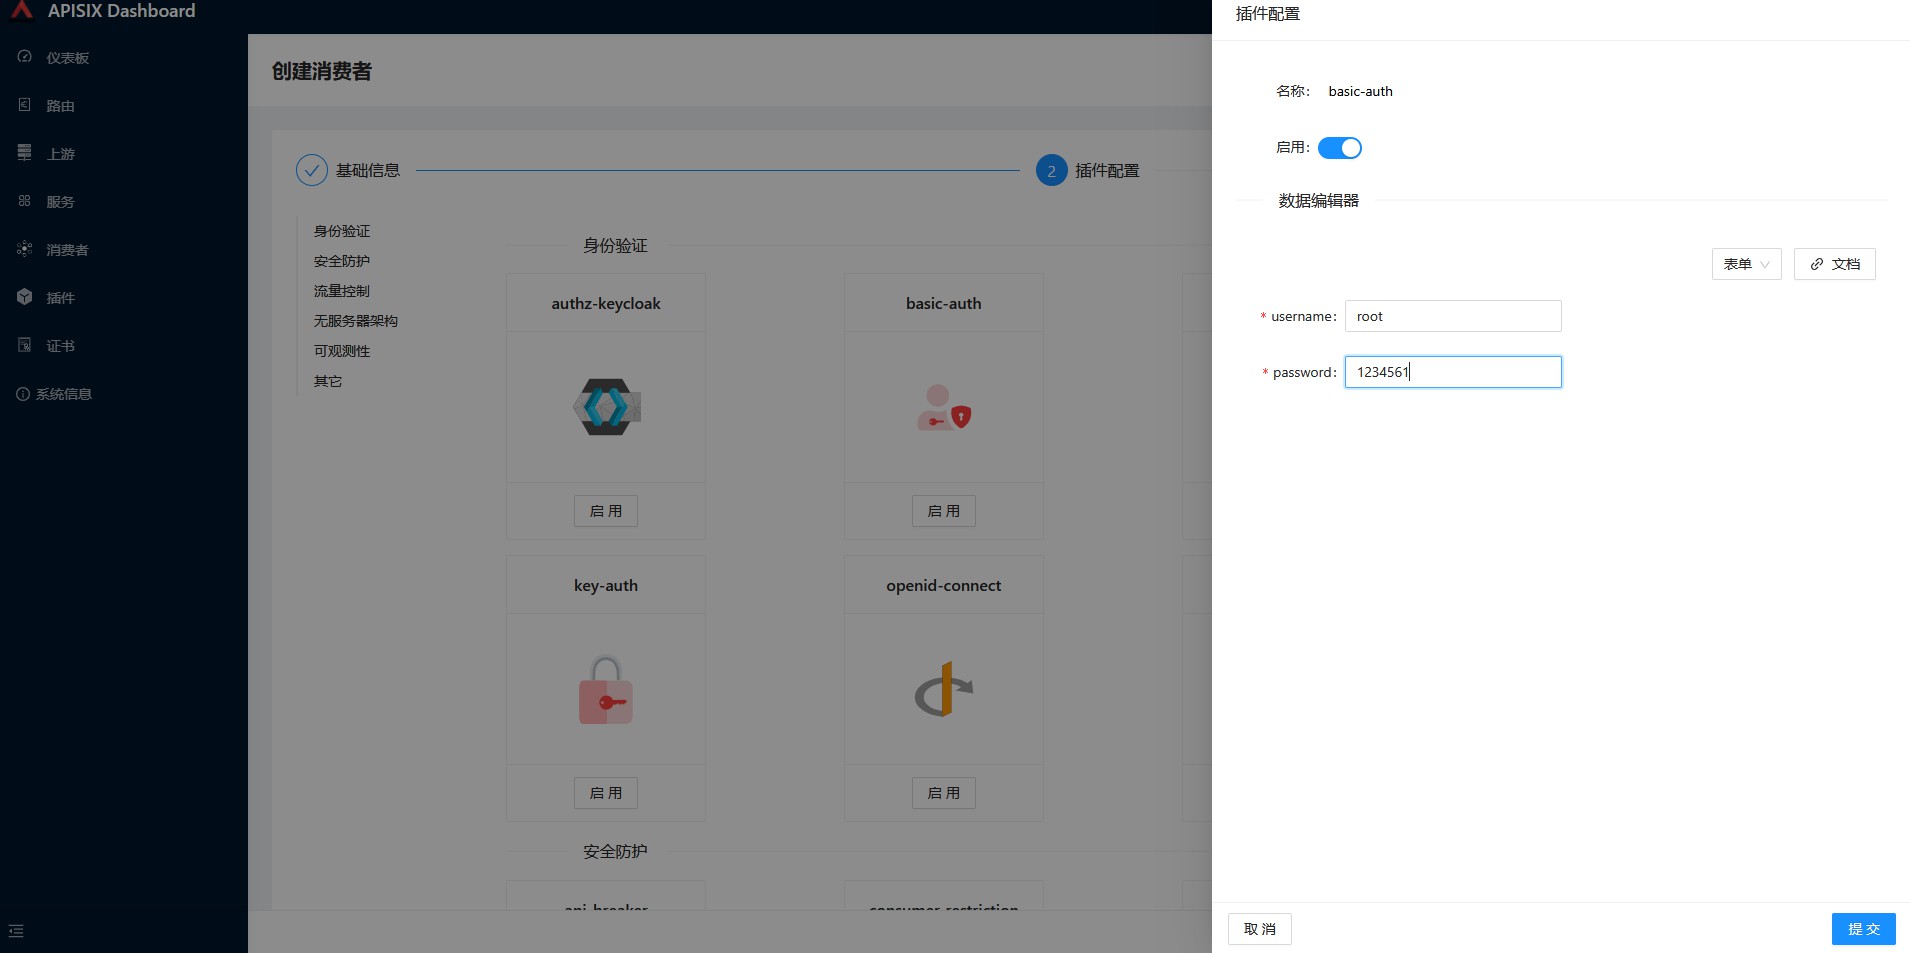 APISIX Dashboard
仪表板
路由
上游
服务
消费者
插件
证书
系统信息
创建消费者
基础信息
2 插件配置
身份验证
安全防护
流量控制
无服务器架构
可观测性
其它
身份验证
authz-keycloak
basic-auth
启 用
启 用
key-auth
openid-connect
启 用
启 用
安全防护
api-breaker
consumer-restriction
插件配置
名称： basic-auth
启用：
数据编辑器
表单
文档
* username： root
* password： 1234561
取 消
提 交